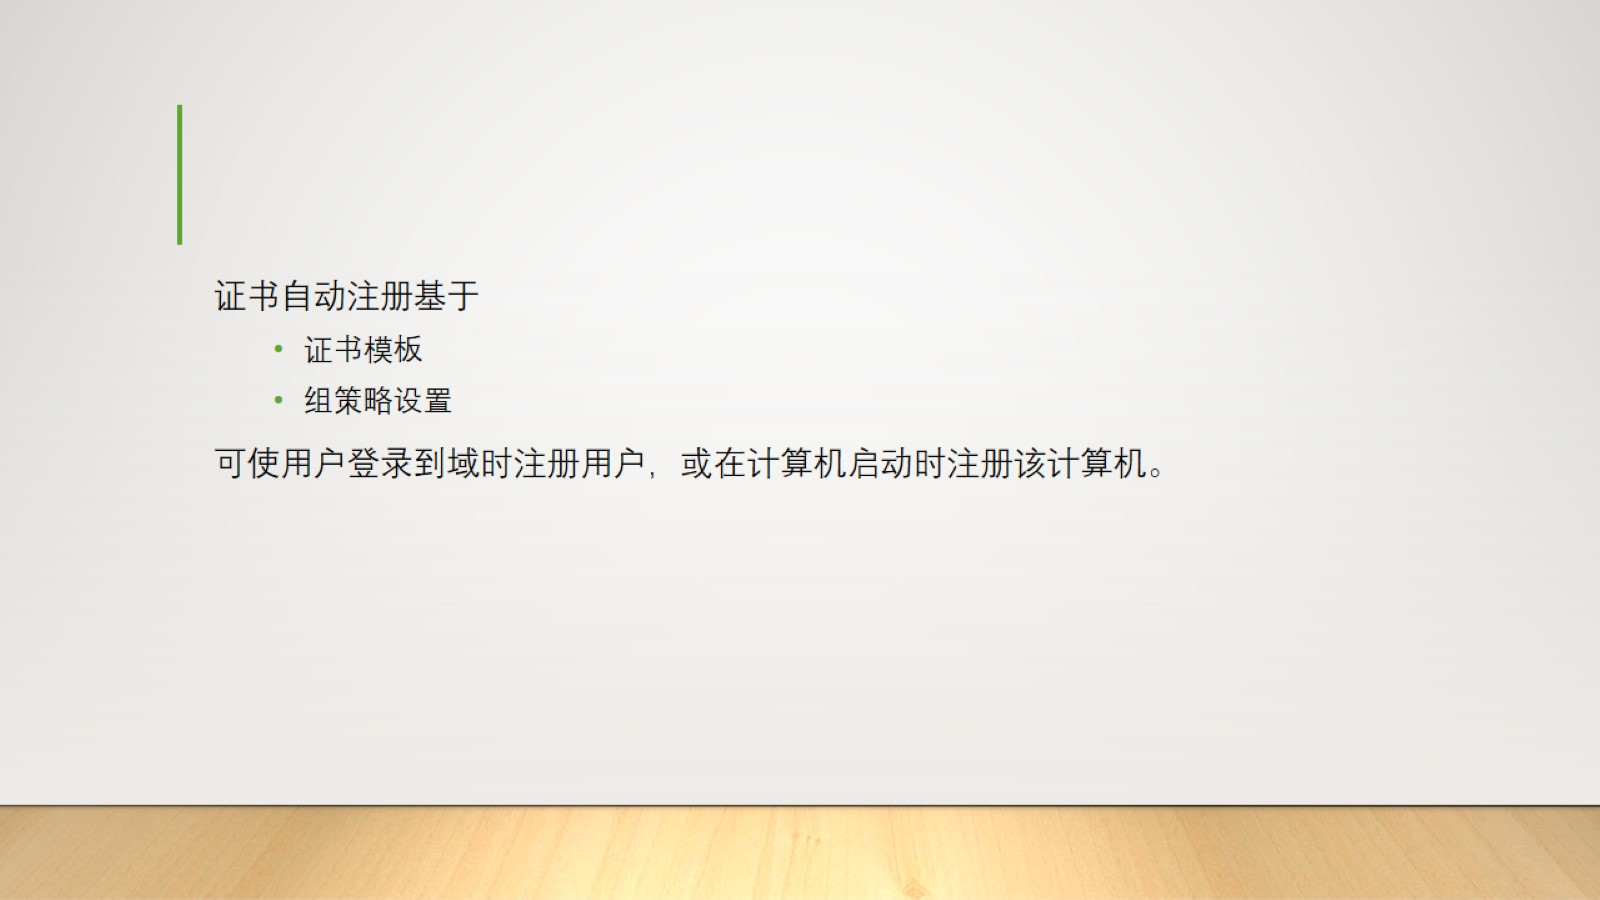 证书自动注册基于
• 证书模板
• 组策略设置
可使用户登录到域时注册用户，或在计算机启动时注册该计算机。